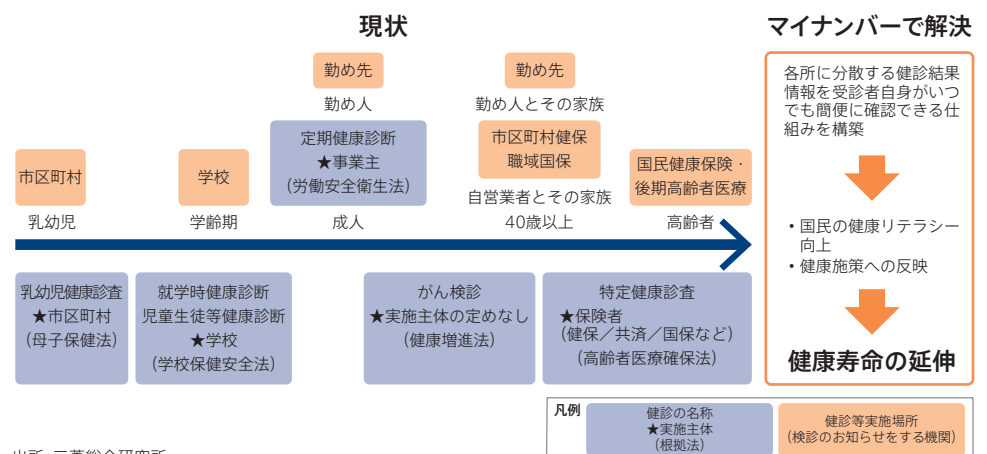 現状
マイナンバーで解決
勤め先
勤め人
定期健康診断
★事業主
(労働安全衛生法)
勤め先
勤め人とその家族
市区町村健保
職域国保
自営業者とその家族
市区町村
乳幼児
学校
学齢期
成人
40歳以上
国民健康保険・
後期高齢者医療
高齢者
乳幼児健康診査
★市区町村
(母子保健法)
就学時健康診断
児童生徒等健康診断
★学校
(学校保健安全法)
がん検診
★実施主体の定めなし
(健康増進法)
特定健康診査
★保険者
(健保/共済/国保など)
(高齢者医療確保法)
各所に分散する健診結果
情報を受診者自身がいつ
でも簡便に確認できる仕
組みを構築
・国民の健康リテラシー
向上
・健康施策への反映
健康寿命の延伸
凡例
健診の名称
★実施主体
(根拠法)
健診等実施場所
(検診のお知らせをする機関)